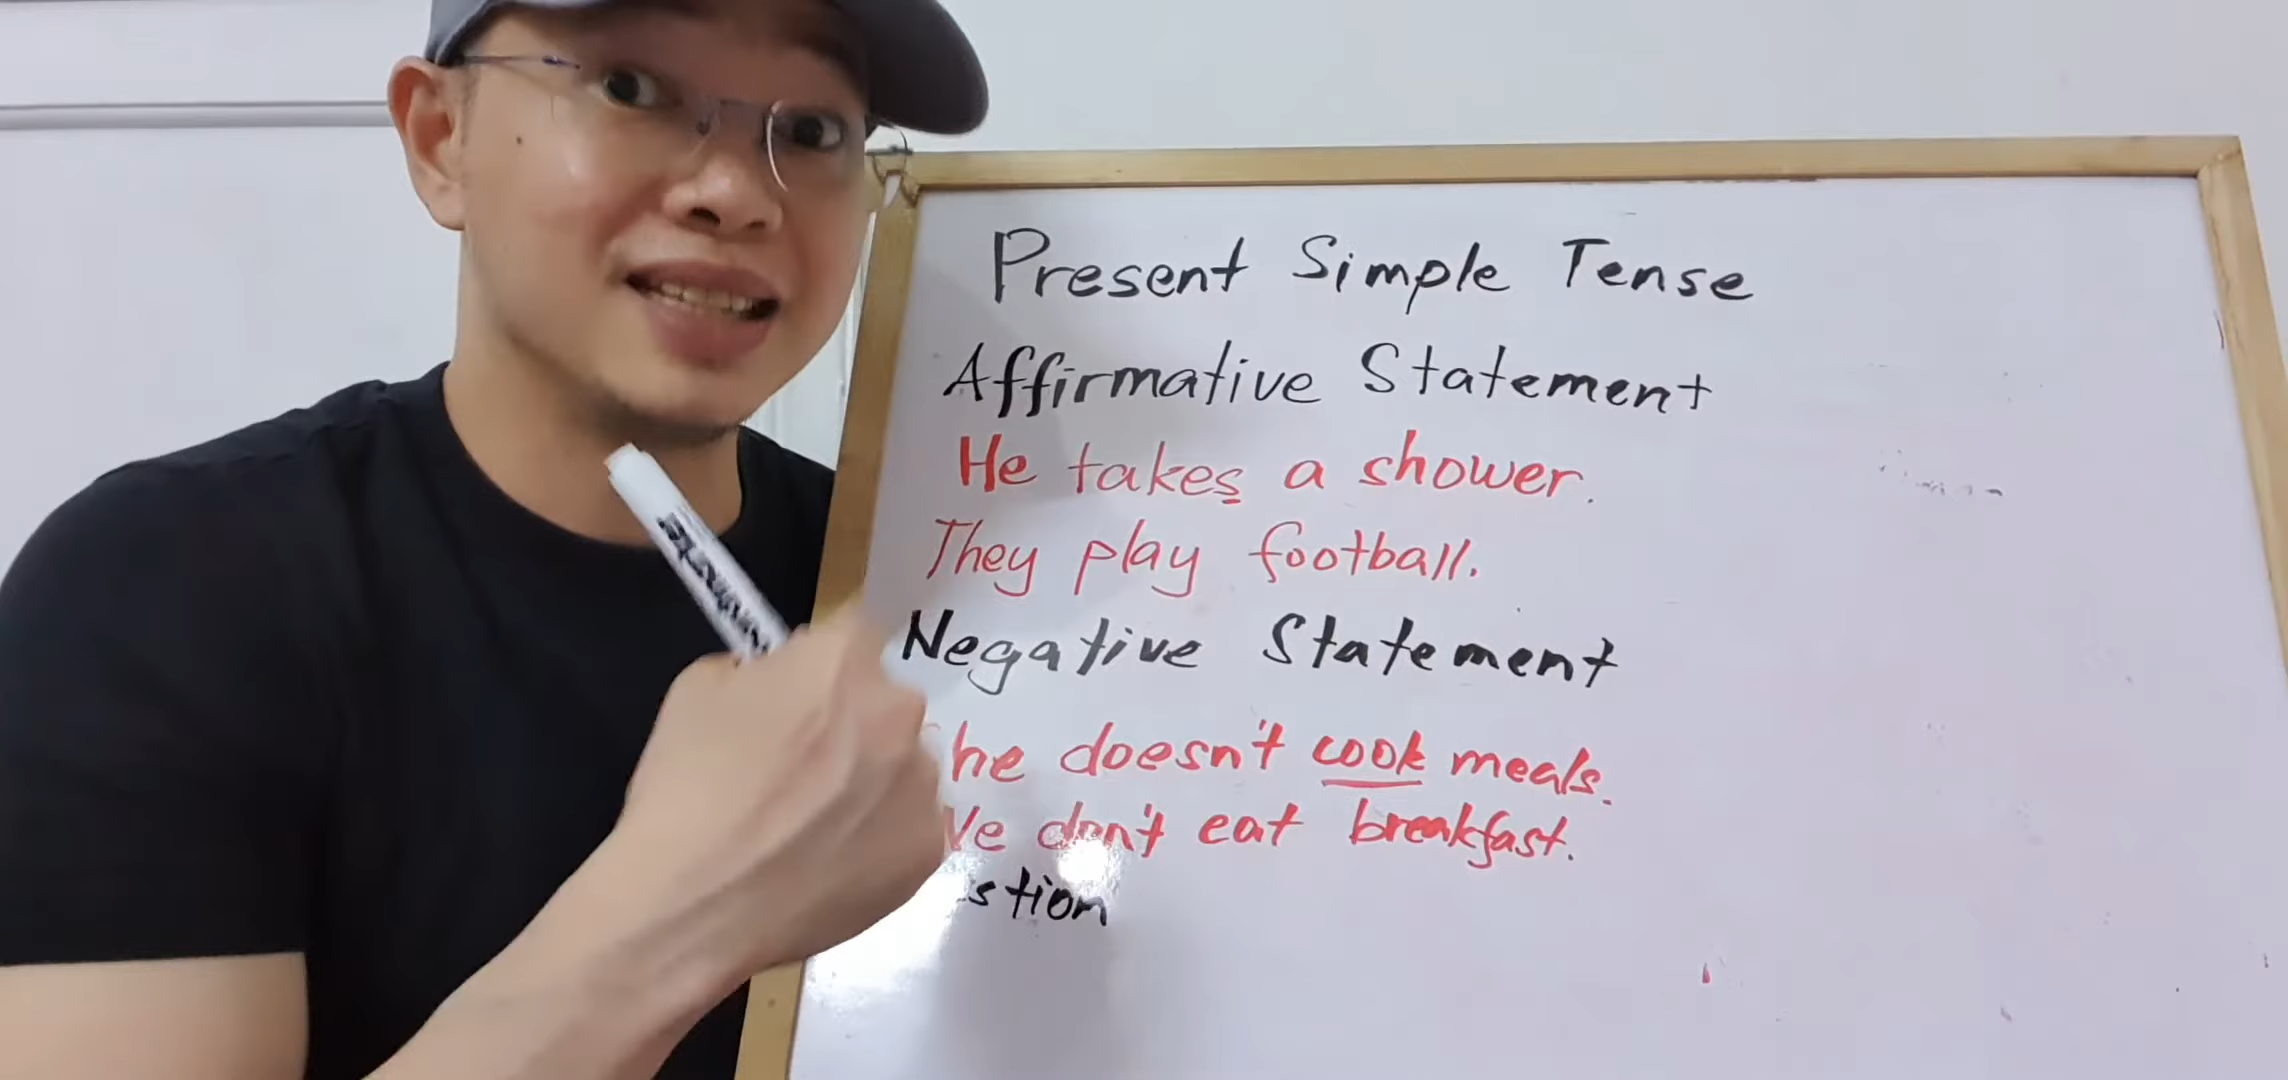 Present Simple Tense
Affirmative Statement
He takes a shower.
They play football.
Negative Statement
he doesn't cook meals.
We don't eat breakfast.
stion